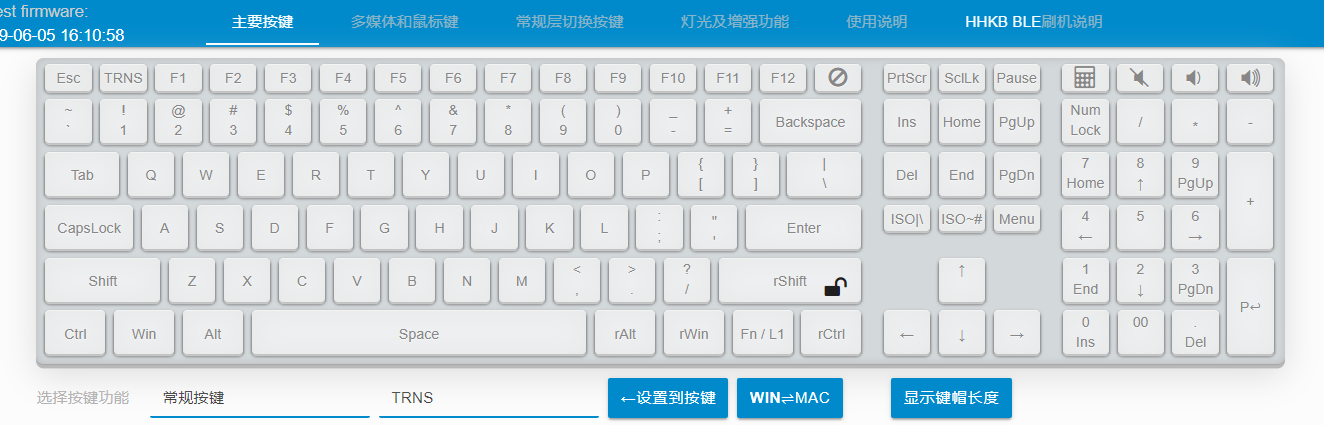 est firmware:
9-06-05 16:10:58
主要按键 多媒体和鼠标键 常规层切换按键 灯光及增强功能 使用说明 HHKB BLE刷机说明
Esc TRNS F1 F2 F3 F4 F5 F6 F7 F8 F9 F10 F11 F12 PrtScr SclLk Pause
~ ! @ # $ % ^ & * ( ) _ +
` 1 2 3 4 5 6 7 8 9 0 - = Backspace Ins Home PgUp Num Lock / * -
Tab Q W E R T Y U I O P { [ } ] | \ Del End PgDn 7 Home 8 ↑ 9 PgUp +
CapsLock A S D F G H J K L : ; " ' Enter ISO|\ ISO~# Menu 4 ← 5 6 →
Shift Z X C V B N M < , > . ? / rShift ↑ 1 End 2 ↓ 3 PgDn P↩
Ctrl Win Alt Space rAlt rWin Fn / L1 rCtrl ← ↓ → 0 Ins 00 . Del
选择按键功能 常规按键 TRNS ←设置到按键 WIN⇌MAC 显示键帽长度